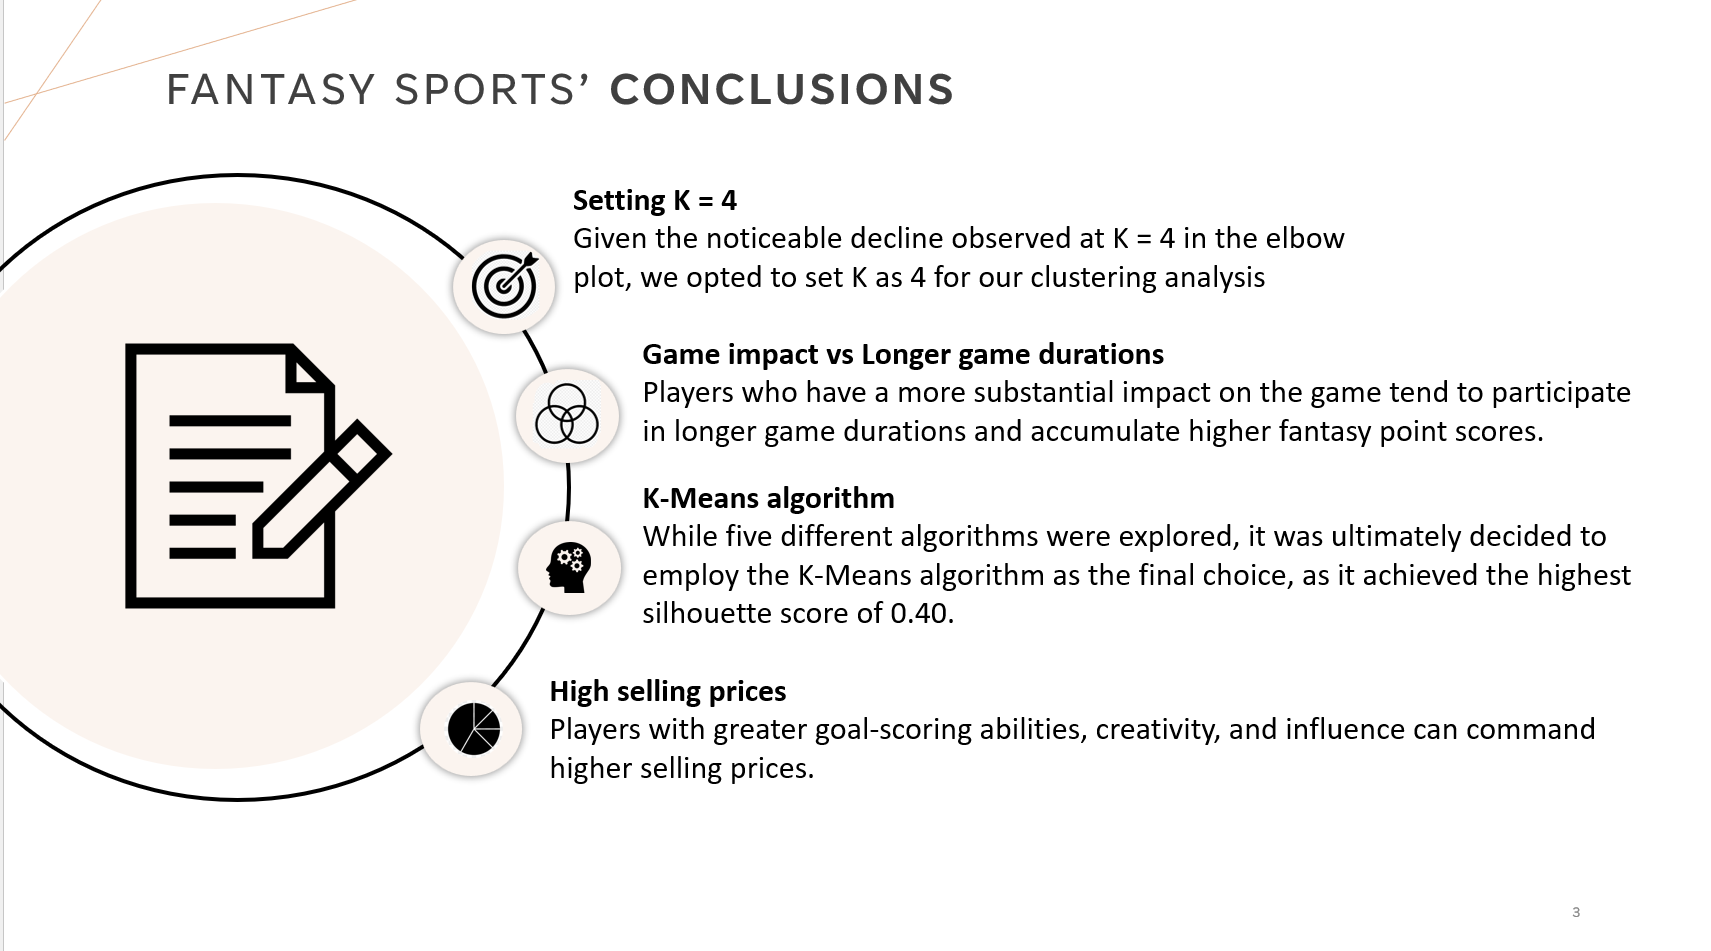 FANTASY SPORTS’ CONCLUSIONS
Setting K = 4
Given the noticeable decline observed at K = 4 in the elbow
plot, we opted to set K as 4 for our clustering analysis
Game impact vs Longer game durations
Players who have a more substantial impact on the game tend to participate
in longer game durations and accumulate higher fantasy point scores.
K-Means algorithm
While five different algorithms were explored, it was ultimately decided to
employ the K-Means algorithm as the final choice, as it achieved the highest
silhouette score of 0.40.
High selling prices
Players with greater goal-scoring abilities, creativity, and influence can command
higher selling prices.
3